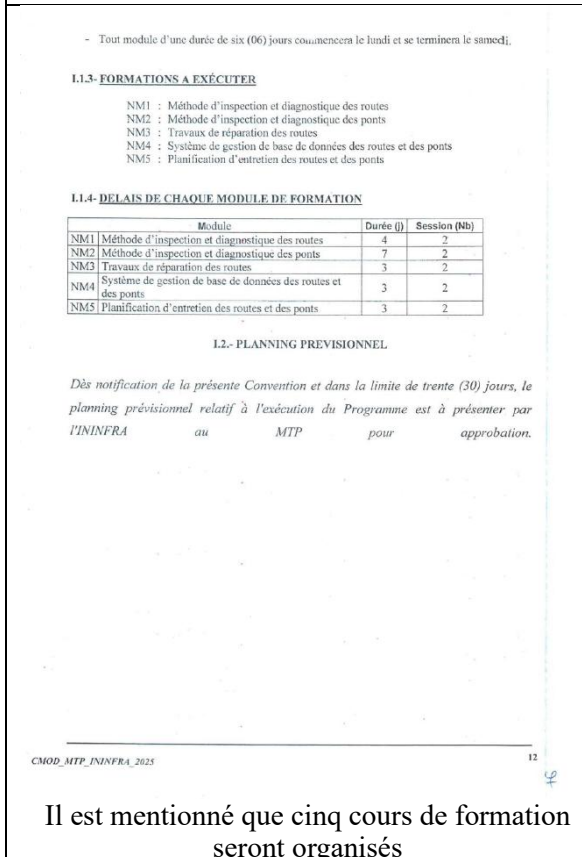 - Tout module d'une durée de six (06) jours commencera le lundi et se terminera le samedi.
I.1.3- FORMATIONS A EXÉCUTER
NM1 : Méthode d'inspection et diagnostique des routes
NM2 : Méthode d'inspection et diagnostique des ponts
NM3 : Travaux de réparation des routes
NM4 : Système de gestion de base de données des routes et des ponts
NM5 : Planification d'entretien des routes et des ponts
I.1.4- DELAIS DE CHAQUE MODULE DE FORMATION
Module Durée (j) Session (Nb)
NM1 Méthode d'inspection et diagnostique des routes 4 2
NM2 Méthode d'inspection et diagnostique des ponts 7 2
NM3 Travaux de réparation des routes 3 2
NM4 Système de gestion de base de données des routes et des ponts 3 2
NM5 Planification d'entretien des routes et des ponts 3 2
I.2.- PLANNING PREVISIONNEL
Dès notification de la présente Convention et dans la limite de trente (30) jours, le
planning prévisionnel relatif à l'exécution du Programme est à présenter par
l'ININFRA au MTP pour approbation.
CMOD_MTP_ININFRA_2025 12
Il est mentionné que cinq cours de formation
seront organisés